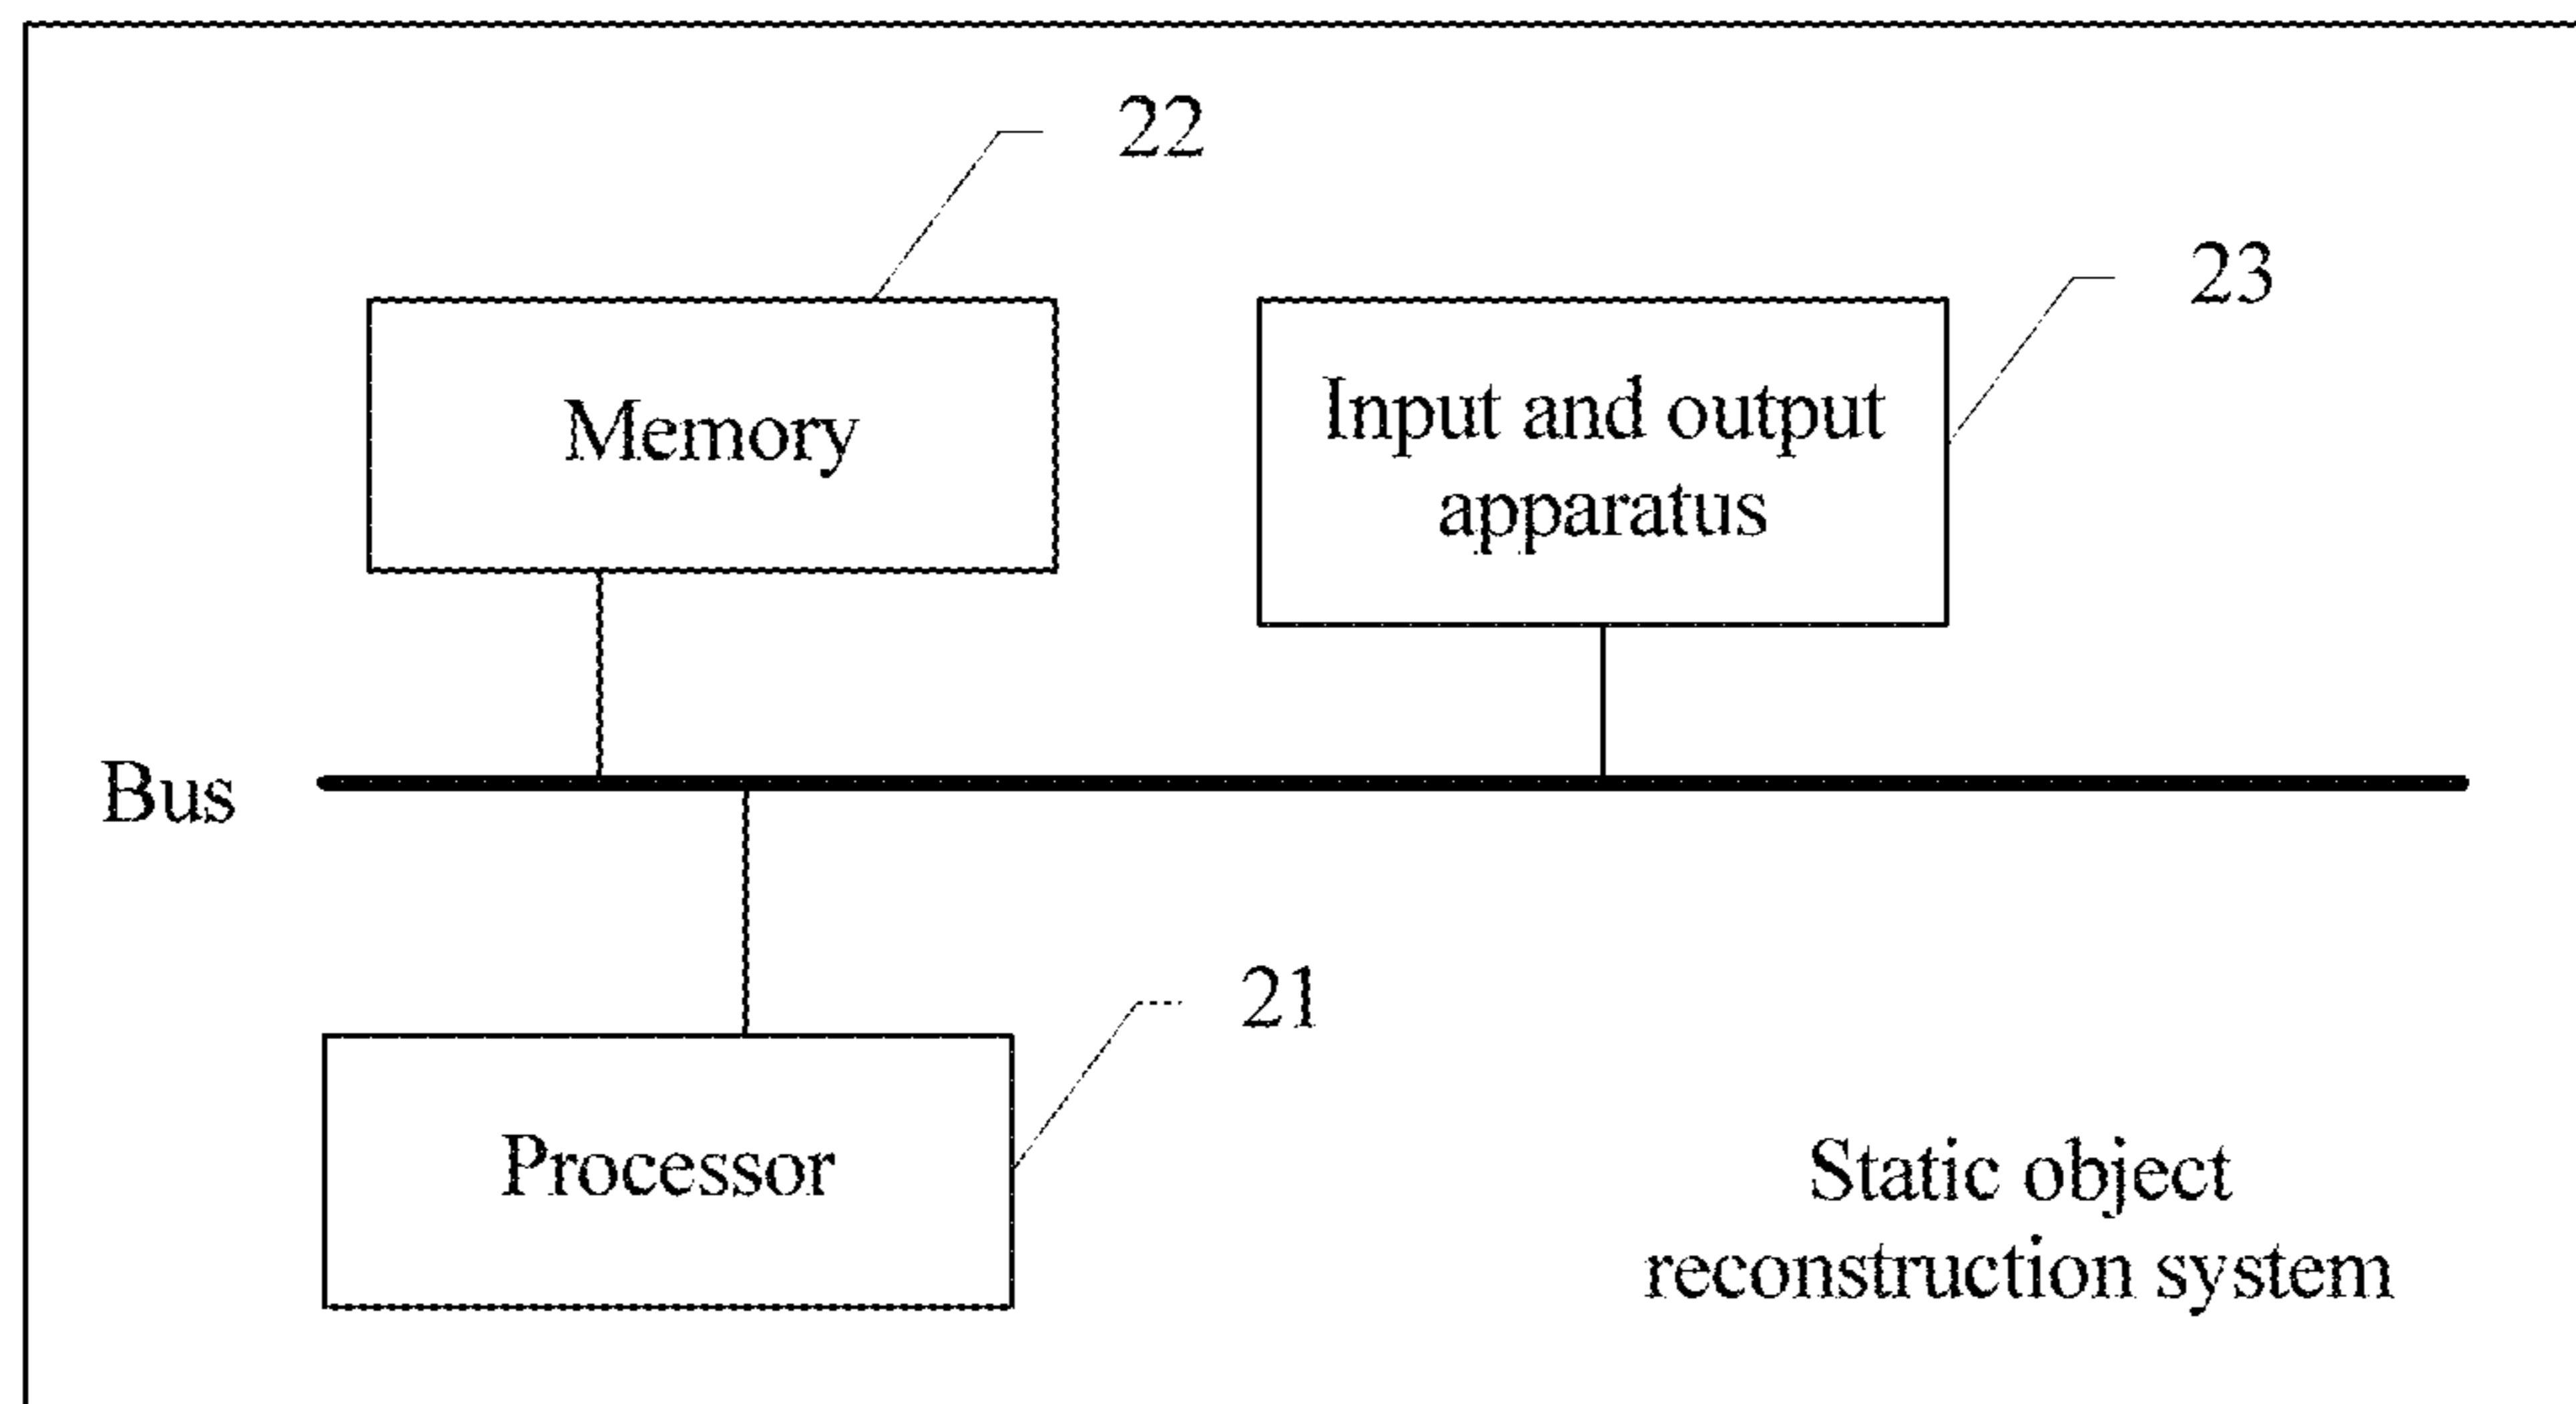 22
23
Memory
Input and output
apparatus
Bus
21
Processor
Static object
reconstruction system